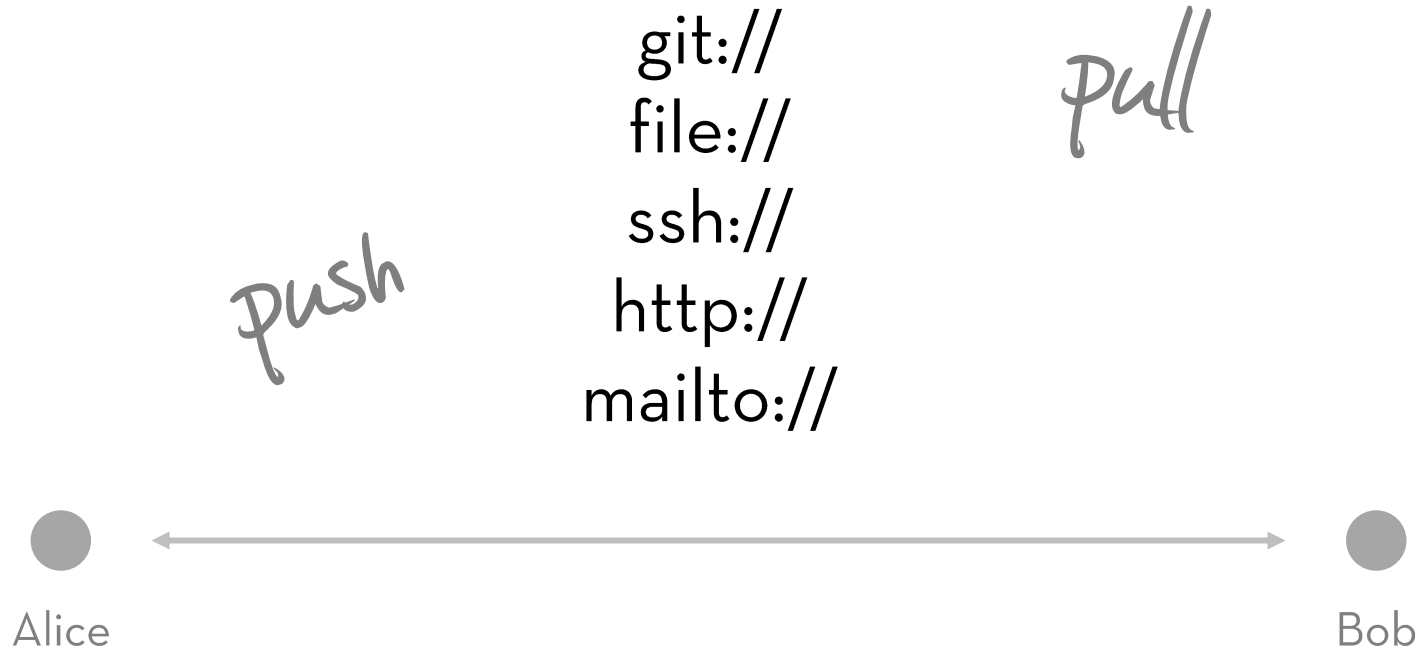 git://
pull
file://
ssh://
push
http://
mailto://
Alice
Bob